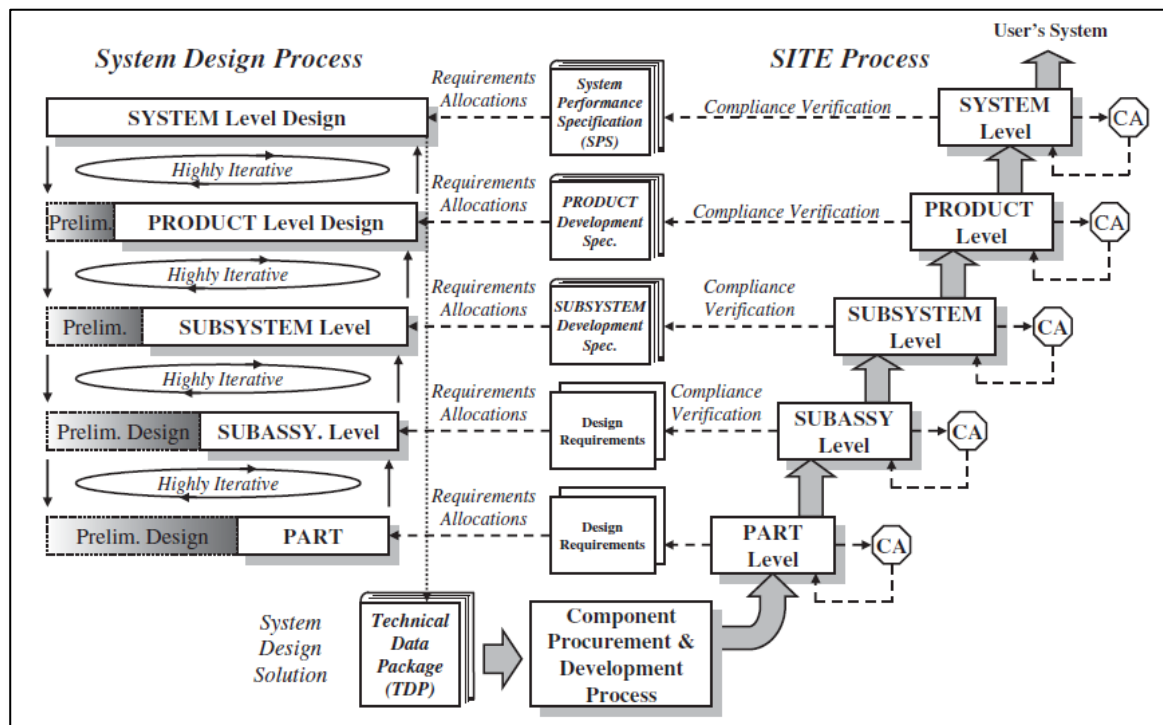 User's System
System Design Process
SITE Process
Requirements
Allocations
System
Performance
Specification
(SPS)
Compliance Verification
SYSTEM
Level
CA
SYSTEM Level Design
Highly Iterative
Requirements
Allocations
PRODUCT
Development
Spec.
Compliance Verification
PRODUCT
Level
CA
Prelim.
PRODUCT Level Design
Highly Iterative
Requirements
Allocations
SUBSYSTEM
Development
Spec.
Compliance
Verification
SUBSYSTEM
Level
CA
Prelim.
SUBSYSTEM Level
Highly Iterative
Requirements
Allocations
Design
Requirements
Compliance
Verification
SUBASSY
Level
CA
Prelim. Design
SUBASSY. Level
Highly Iterative
Requirements
Allocations
Design
Requirements
PART
Level
CA
Prelim. Design
PART
System
Design
Solution
Technical
Data
Package
(TDP)
Component
Procurement &
Development
Process